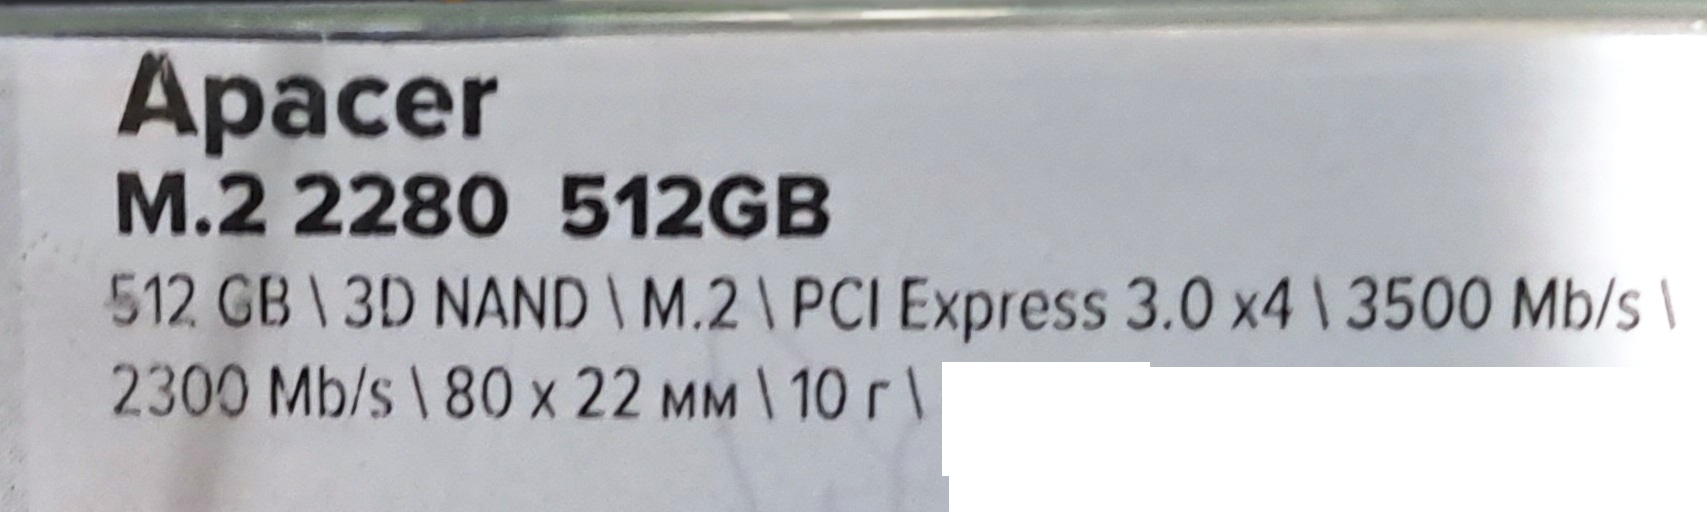 Apacer
M.2 2280 512GB
512 GB \ 3D NAND \ M.2 \ PCI Express 3.0 x4 \ 3500 Mb/s \
2300 Mb/s \ 80 x 22 мм \ 10 г \